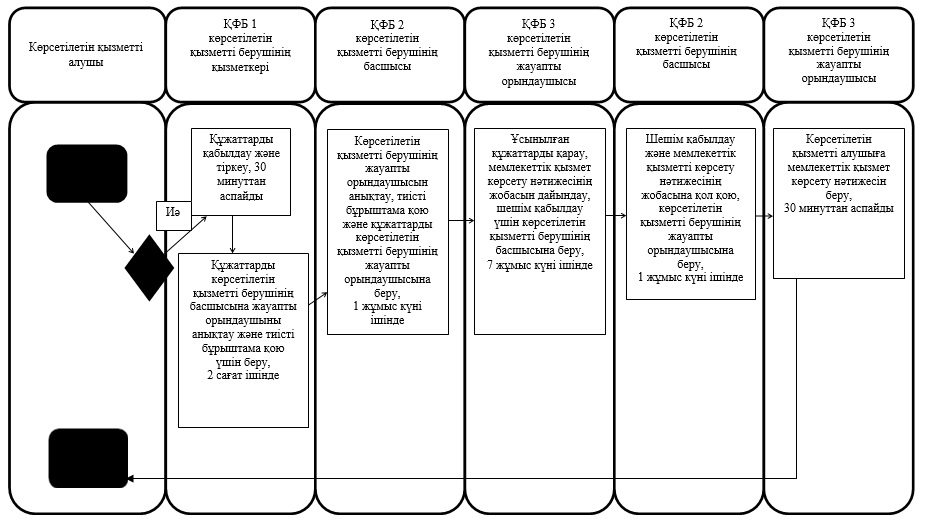 Көрсетілетін қызметті
алушы
ҚФБ 1
көрсетілетін
қызметті берушінің
қызметкері
ҚФБ 2
көрсетілетін
қызметті берушінің
басшысы
ҚФБ 3
көрсетілетін
қызметті берушінің
жауапты
орындаушысы
ҚФБ 2
көрсетілетін
қызметті берушінің
басшысы
ҚФБ 3
көрсетілетін
қызметті берушінің
жауапты
орындаушысы
Иә
Құжаттарды
қабылдау және
тіркеу, 30
минуттан
аспайды
Құжаттарды
көрсетілетін
қызметті берушінің
басшысына жауапты
орындаушыны
анықтау және тиісті
бұрыштама қою
үшін беру,
2 сағат ішінде
Көрсетілетін
қызметті берушінің
жауапты
орындаушысын
анықтау, тиісті
бұрыштама қою
және құжаттарды
көрсетілетін
қызметті берушінің
жауапты
орындаушысына
беру,
1 жұмыс күні
ішінде
Ұсынылған
құжаттарды қарау,
мемлекеттік қызмет
көрсету нәтижесінің
жобасын дайындау,
шешім қабылдау
үшін көрсетілетін
қызметті берушінің
басшысына беру,
7 жұмыс күні ішінде
Шешім қабылдау
және мемлекеттік
қызметті көрсету
нәтижесінің
жобасына қол қою,
көрсетілетін
қызметті берушінің
жауапты
орындаушысына
беру,
1 жұмыс күні ішінде
Көрсетілетін
қызметті алушыға
мемлекеттік қызмет
көрсету нәтижесін
беру,
30 минуттан аспайды